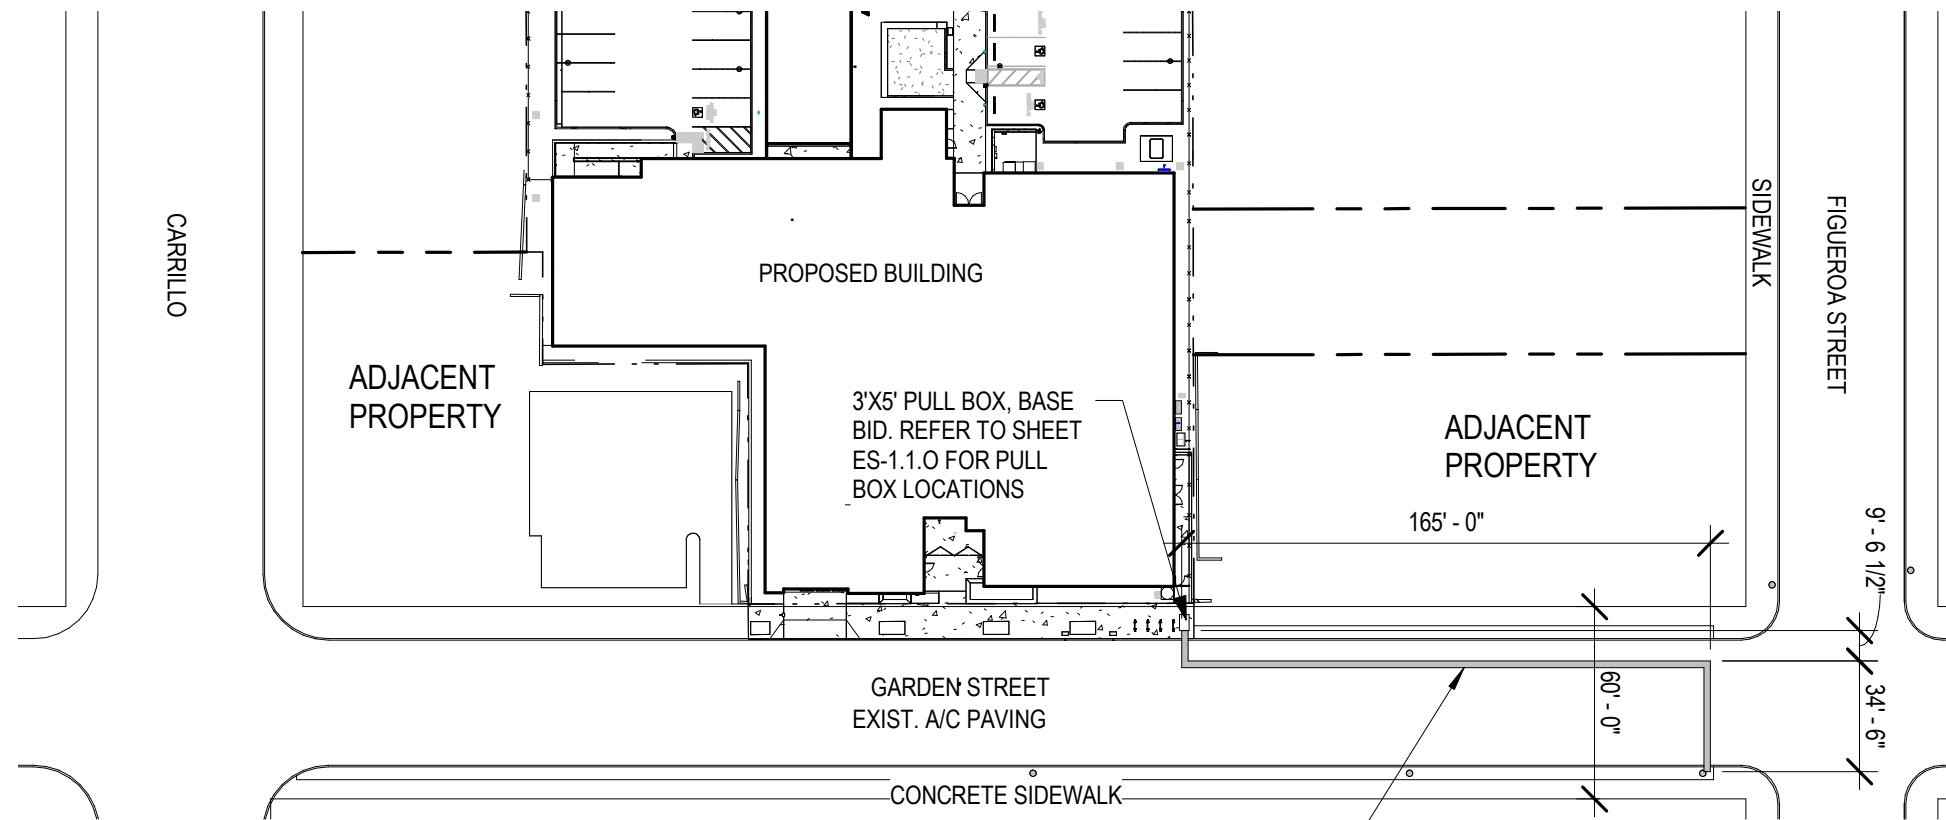 CARRILLO
PROPOSED BUILDING
SIDEWALK
FIGUEROA STREET
ADJACENT
PROPERTY
3'X5' PULL BOX, BASE
BID. REFER TO SHEET
ES-1.1.O FOR PULL
BOX LOCATIONS
ADJACENT
PROPERTY
165' - 0"
9' - 6 1/2"
60' - 0"
34' - 6"
GARDEN STREET
EXIST. A/C PAVING
CONCRETE SIDEWALK